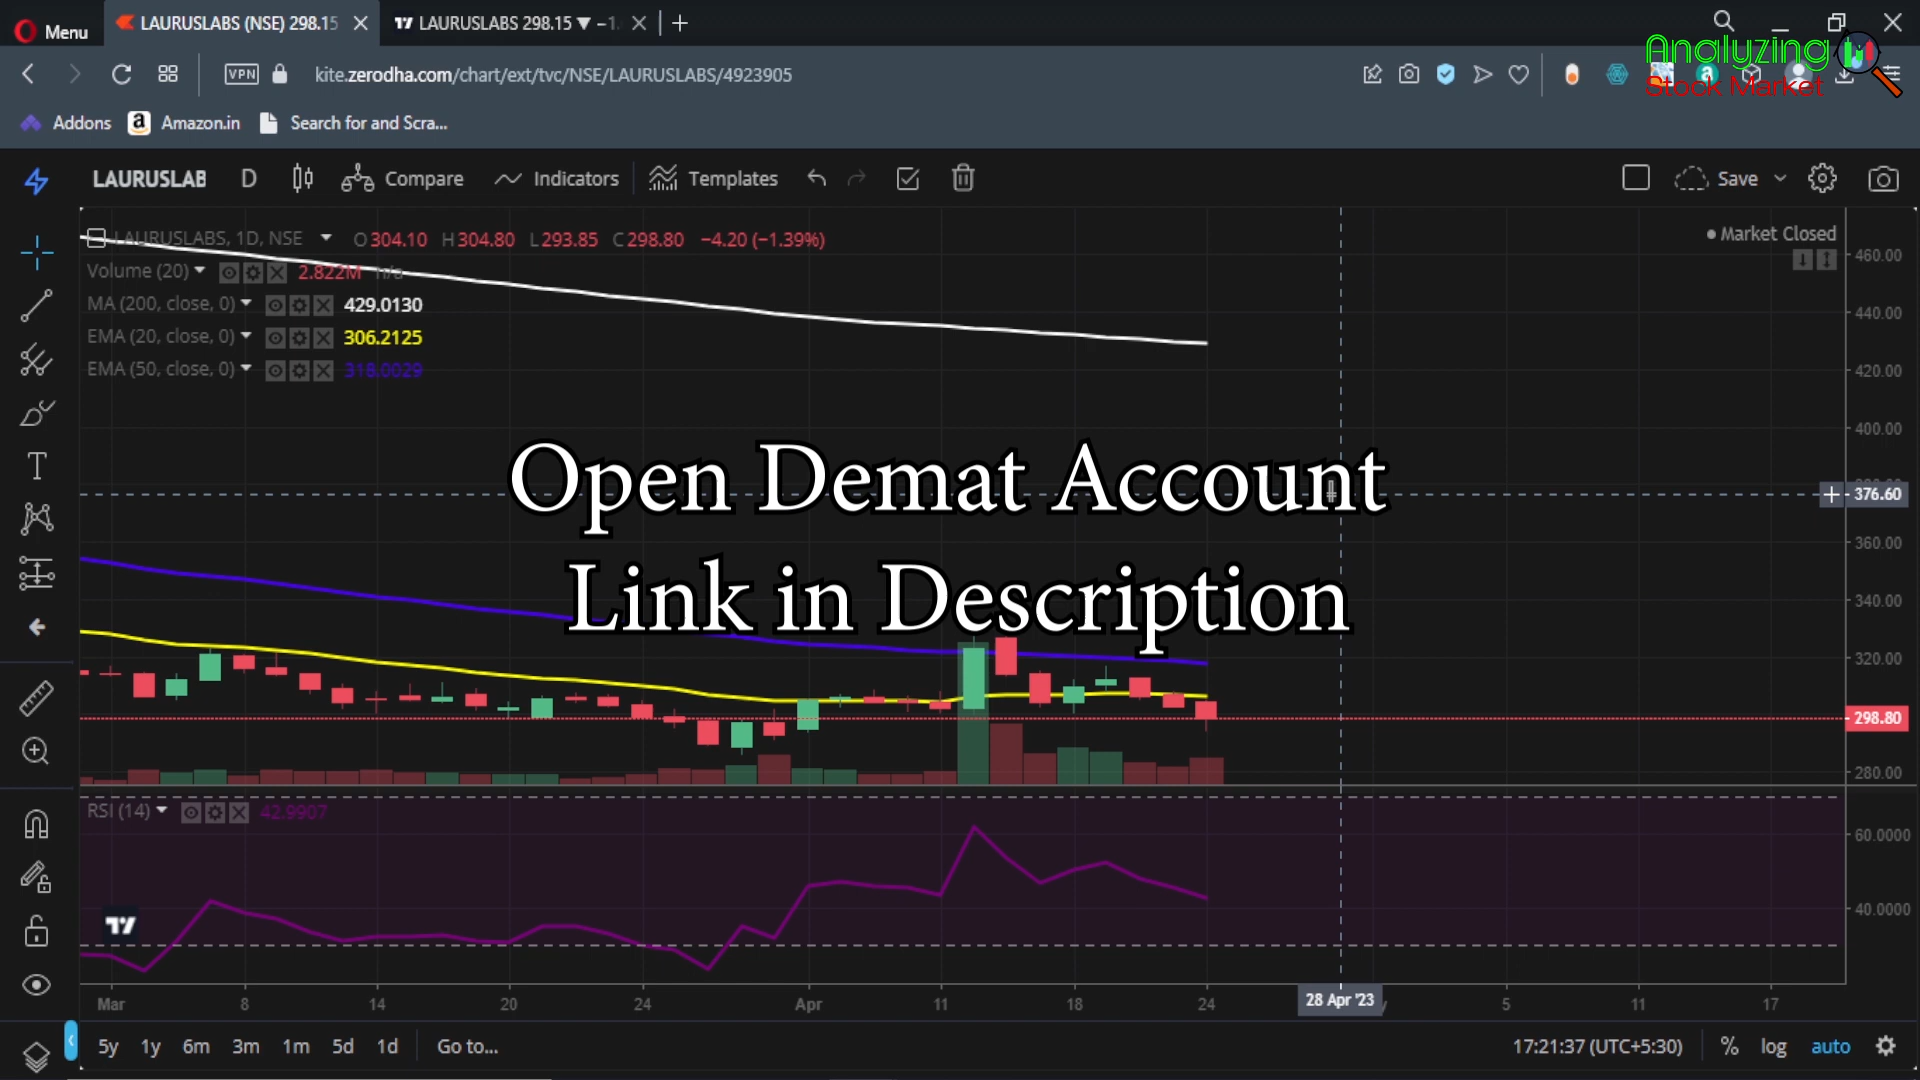 Menu
LAURUSLABS (NSE) 298.15
LAURUSLABS 298.15 ▼ −1.
VPN
kite.zerodha.com/chart/ext/tvc/NSE/LAURUSLABS/4923905
Analyzing
Stock Market
Addons
Amazon.in
Search for and Scra...
LAURUSLAB
D
Compare
Indicators
Templates
Save
LAURUSLABS, 1D, NSE
O304.10 H304.80 L293.85 C298.80 −4.20 (−1.39%)
Market Closed
Volume (20) 2.822M n/a
MA (200, close, 0) 429.0130
EMA (20, close, 0) 306.2125
EMA (50, close, 0) 318.0029
460.00
440.00
420.00
400.00
376.60
360.00
340.00
320.00
298.80
280.00
Open Demat Account
Link in Description
RSI (14) 42.9907
60.0000
40.0000
Mar 8 14 20 24 Apr 11 18 24 28 Apr '23 5 11 17
5y 1y 6m 3m 1m 5d 1d Go to...
17:21:37 (UTC+5:30) % log auto